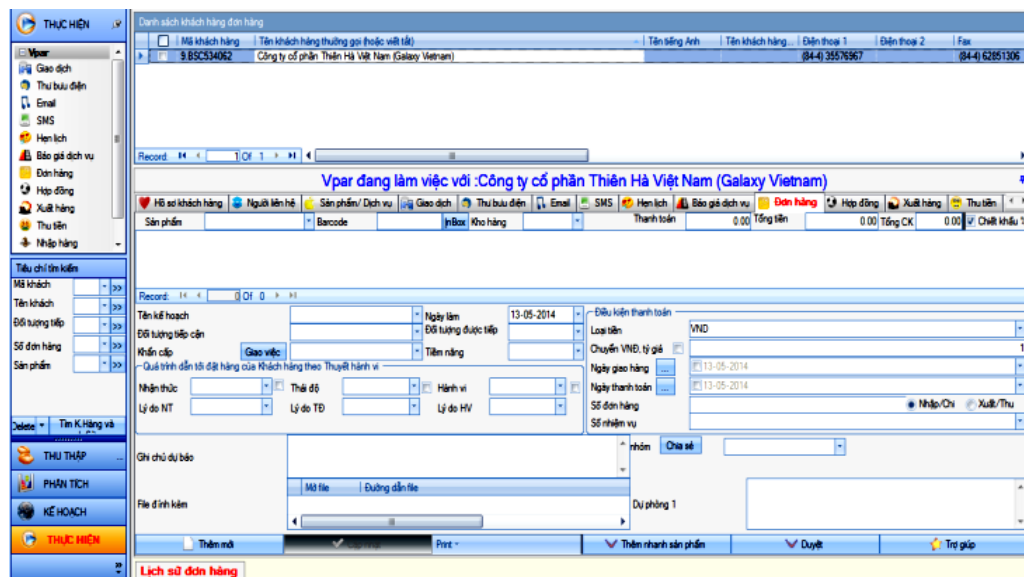 THỰC HIỆN
Vpar
Giao dịch
Thư bưu điện
Email
SMS
Hẹn lịch
Báo giá dịch vụ
Đơn hàng
Hợp đồng
Xuất hàng
Thu tiền
Nhập hàng
Tiêu chí tìm kiếm
Mã khách >>
Tên khách >>
Đối tượng tiếp >>
Số đơn hàng >>
Sản phẩm >>
Delete Tìm K.Hàng và
THU THẬP ...
PHÂN TÍCH
KẾ HOẠCH
THỰC HIỆN
Danh sách khách hàng đơn hàng
Mã khách hàng Tên khách hàng thường gọi (hoặc viết tắt) Tên tiếng Anh Tên khách hàng... Điện thoại 1 Điện thoại 2 Fax
9.BSC534062 Công ty cổ phần Thiên Hà Việt Nam (Galaxy Vietnam) (84-4) 35576967 (84-4) 62851306
Record: 1 Of 1
Vpar đang làm việc với :Công ty cổ phần Thiên Hà Việt Nam (Galaxy Vietnam)
Hồ sơ khách hàng Người liên hệ Sản phẩm/ Dịch vụ Giao dịch Thư bưu điện Email SMS Hẹn lịch Báo giá dịch vụ Đơn hàng Hợp đồng Xuất hàng Thu tiền
Sản phẩm Barcode InBox Kho hàng Thanh toán 0.00 Tổng tiền 0.00 Tổng CK 0.00 Chiết khấu
Record: 0 Of 0
Tên kế hoạch Ngày làm 13-05-2014
Đối tượng tiếp cận Đối tượng được tiếp
Khẩn cấp Giao việc Tiềm năng
Quá trình dẫn tới đặt hàng của Khách hàng theo Thuyết hành vi
Nhận thức Thái độ Hành vi
Lý do NT Lý do TĐ Lý do HV
Điều kiện thanh toán
Loại tiền VND
Chuyển VNĐ, tỷ giá 1
Ngày giao hàng ... 13-05-2014
Ngày thanh toán ... 13-05-2014
Số đơn hàng Nhập/Chi Xuất/Thu
Số nhiệm vụ
Ghi chú dự báo
nhóm Chia sẻ
File đính kèm Mở file Đường dẫn file
Dự phòng 1
Thêm mới Print Thêm nhanh sản phẩm Duyệt Trợ giúp
Lịch sử đơn hàng